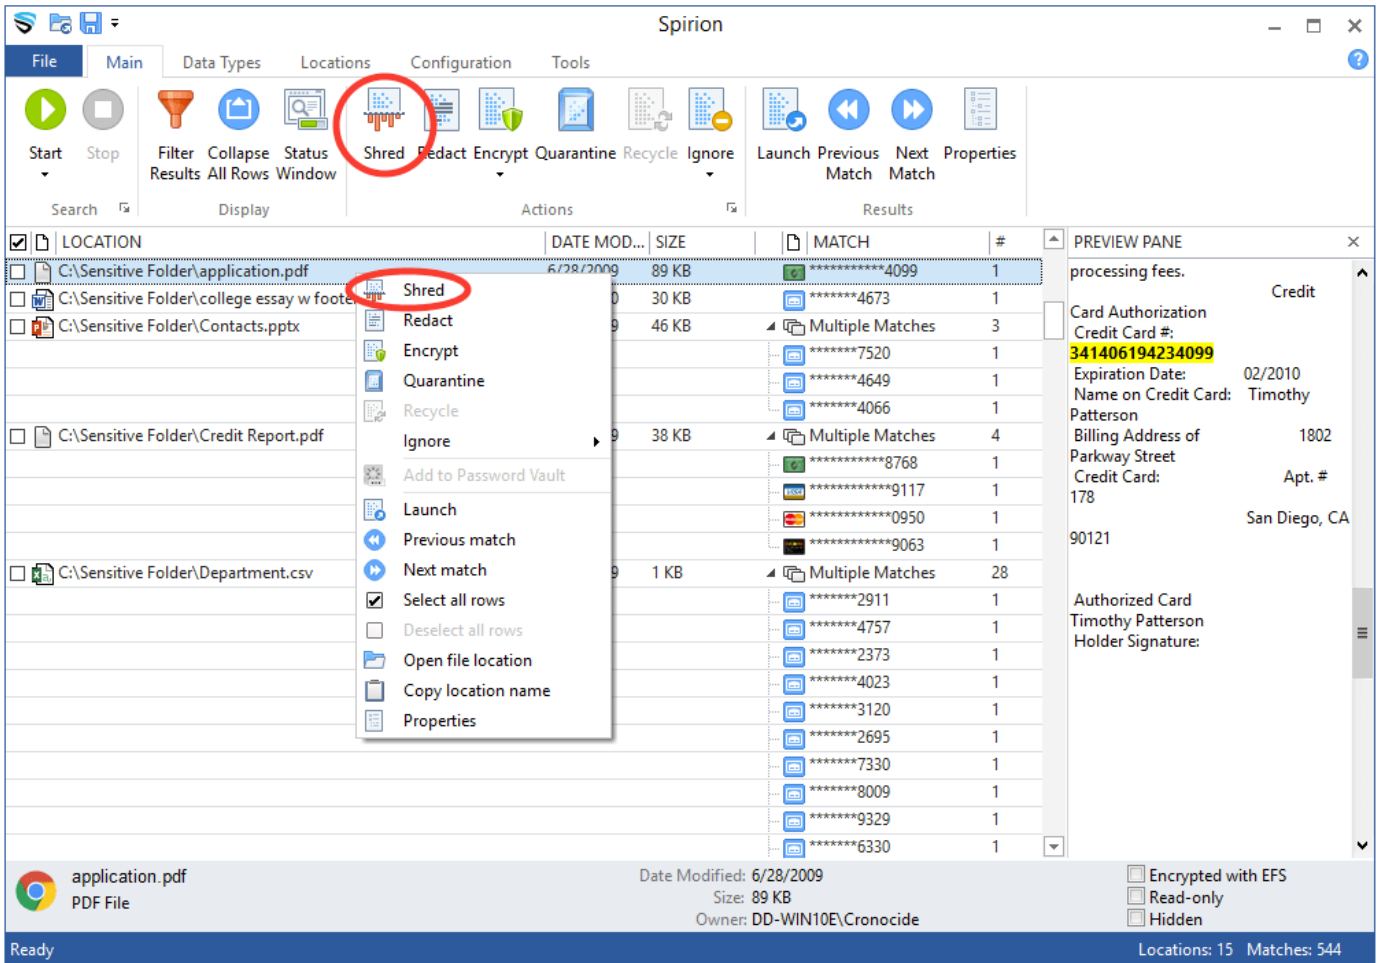 Spirion
File Main Data Types Locations Configuration Tools
Start Stop Filter Results Collapse All Rows Status Window Shred Redact Encrypt Quarantine Recycle Ignore Launch Previous Match Next Match Properties
Search Display Actions Results
LOCATION DATE MOD... SIZE MATCH # PREVIEW PANE
C:\Sensitive Folder\application.pdf 6/28/2009 89 KB ***********4099 1
C:\Sensitive Folder\college essay w foote 0 30 KB *******4673 1
C:\Sensitive Folder\Contacts.pptx 9 46 KB Multiple Matches 3
*******7520 1
*******4649 1
*******4066 1
C:\Sensitive Folder\Credit Report.pdf 9 38 KB Multiple Matches 4
***********8768 1
************9117 1
************0950 1
************9063 1
C:\Sensitive Folder\Department.csv 9 1 KB Multiple Matches 28
*******2911 1
*******4757 1
*******2373 1
*******4023 1
*******3120 1
*******2695 1
*******7330 1
*******8009 1
*******9329 1
*******6330 1
Shred
Redact
Encrypt
Quarantine
Recycle
Ignore
Add to Password Vault
Launch
Previous match
Next match
Select all rows
Deselect all rows
Open file location
Copy location name
Properties
processing fees.
Credit
Card Authorization
Credit Card #:
341406194234099
Expiration Date: 02/2010
Name on Credit Card: Timothy
Patterson
Billing Address of 1802
Parkway Street
Credit Card: Apt. #
178
San Diego, CA
90121
Authorized Card
Timothy Patterson
Holder Signature:
application.pdf
PDF File
Date Modified: 6/28/2009
Size: 89 KB
Owner: DD-WIN10E\Cronocide
Encrypted with EFS
Read-only
Hidden
Ready Locations: 15 Matches: 544